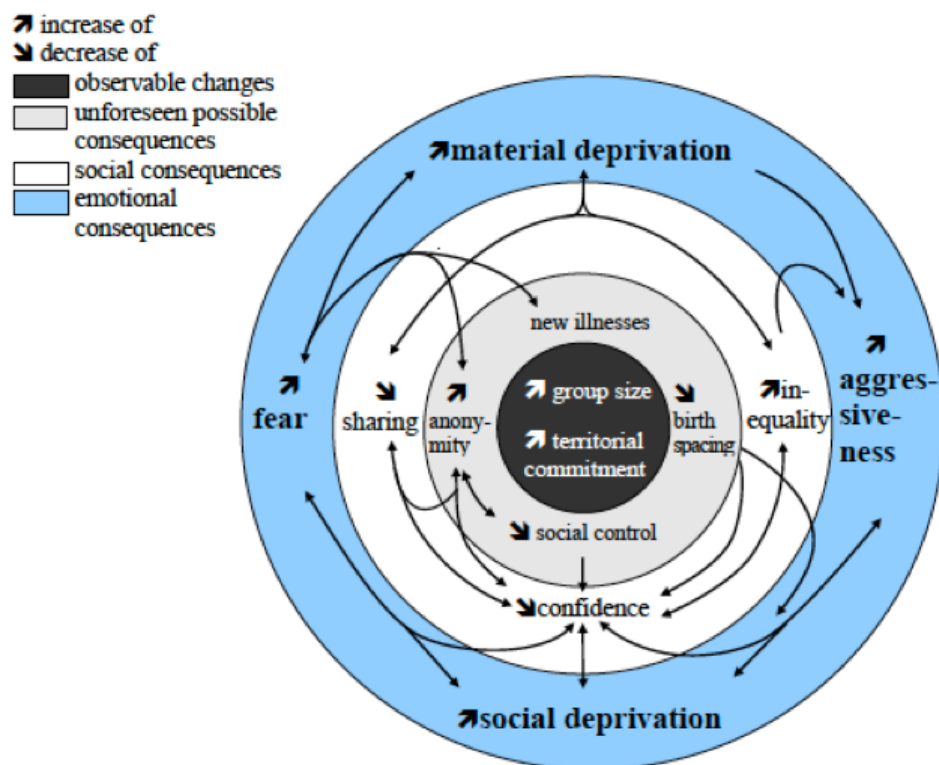 ↗ increase of
↘ decrease of
observable changes
unforeseen possible
consequences
social consequences
emotional
consequences
↗material deprivation
new illnesses
↗
fear
↘
sharing
↗
anony-
mity
↗ group size
↗ territorial
commitment
↘
birth
spacing
↗in-
equality
↗
aggres-
sive-
ness
↘ social control
↘confidence
↗social deprivation